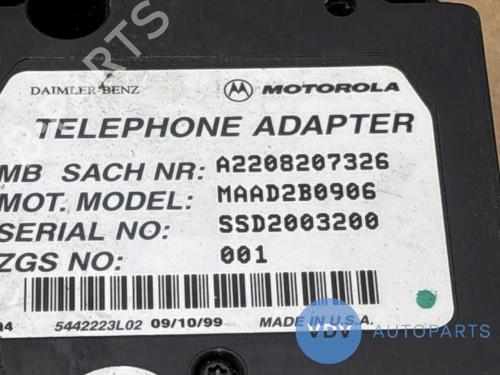 DAIMLER-BENZ MOTOROLA
TELEPHONE ADAPTER
MB SACH NR: A2208207326
MOT. MODEL: MAAD2B0906
SERIAL NO: SSD2003200
ZGS NO: 001
5442223L02 09/10/99 MADE IN U.S.A.
VDV AUTOPARTS